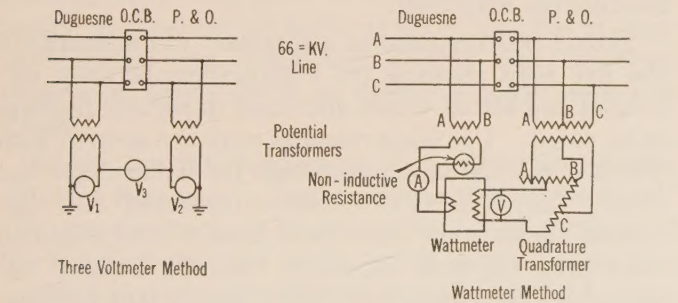 Duguesne O.C.B. P. & O.
V1
V3
V2
Three Voltmeter Method
66 = KV.
Line
Potential
Transformers
Non-inductive
Resistance
Duguesne O.C.B. P. & O.
A
B
C
A B
A B C
A
V
A
B
C
Wattmeter
Quadrature
Transformer
Wattmeter Method